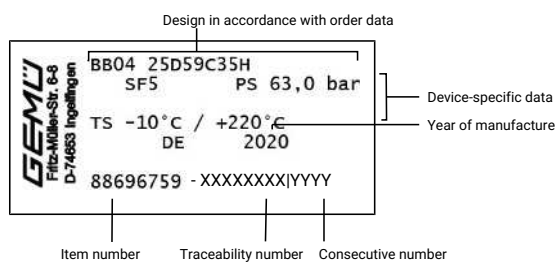 Design in accordance with order data
GEMÜ
Fritz-Müller-Str. 6-8
D-74653 Ingelfingen
BB04 25D59C35H
SF5 PS 63,0 bar
TS -10°C / +220°C
DE 2020
88696759 - XXXXXXXX|YYYY
Device-specific data
Year of manufacture
Item number Traceability number Consecutive number